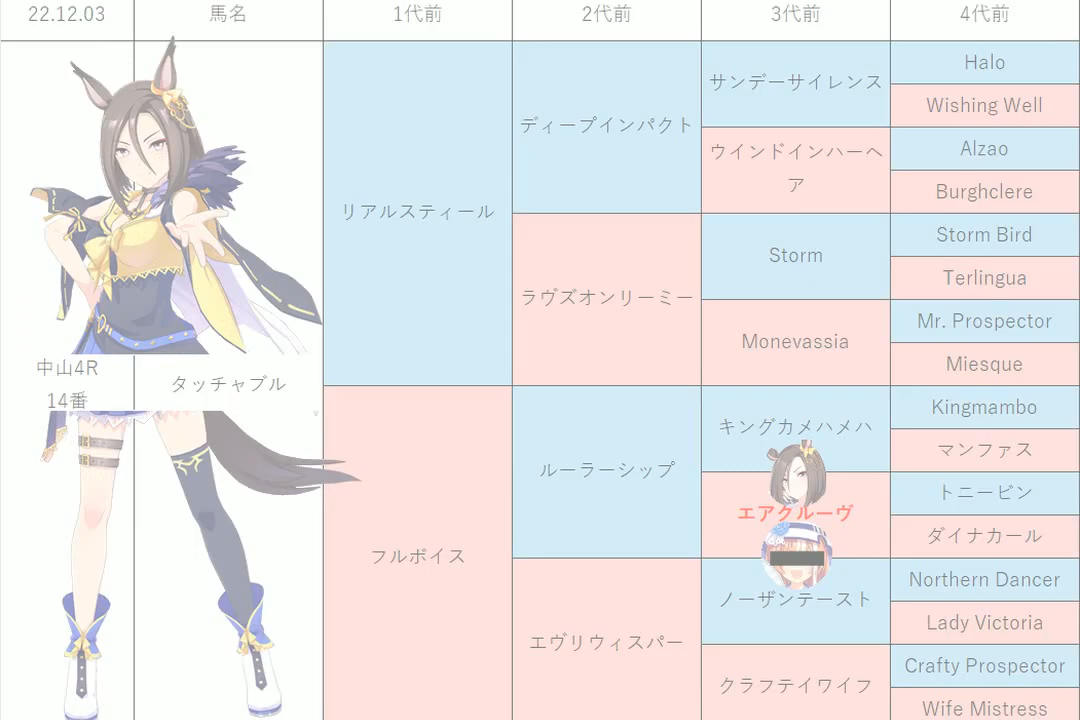 22.12.03 馬名 1代前 2代前 3代前 4代前
中山4R
14番
タッチャブル
リアルスティール
フルボイス
ディープインパクト
ラヴズオンリーミー
ルーラーシップ
エヴリウィスパー
サンデーサイレンス
ウインドインハーヘ
ア
Storm
Monevassia
キングカメハメハ
エアクルーヴ
ノーザンテースト
クラフテイワイフ
Halo
Wishing Well
Alzao
Burghclere
Storm Bird
Terlingua
Mr. Prospector
Miesque
Kingmambo
マンファス
トニービン
ダイナカール
Northern Dancer
Lady Victoria
Crafty Prospector
Wife Mistress